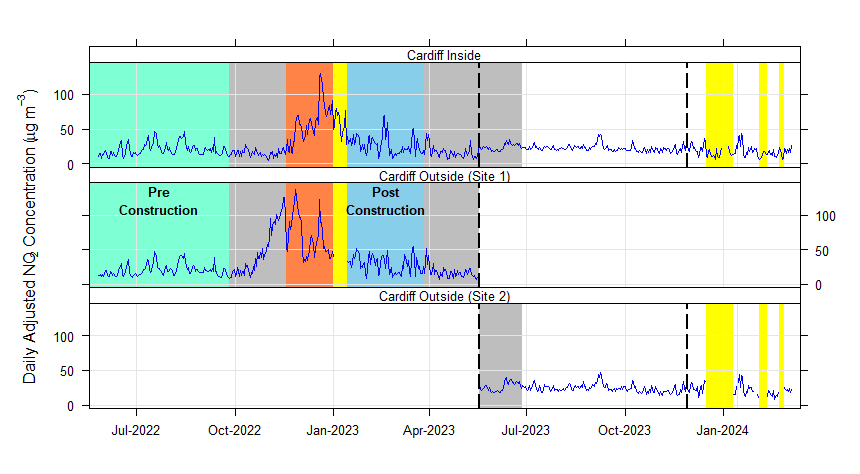 Cardiff Inside
100
50
0
Cardiff Outside (Site 1)
Pre
Construction
Post
Construction
100
50
0
Cardiff Outside (Site 2)
100
50
0
Daily Adjusted NO2 Concentration (µg m−3)
Jul-2022 Oct-2022 Jan-2023 Apr-2023 Jul-2023 Oct-2023 Jan-2024